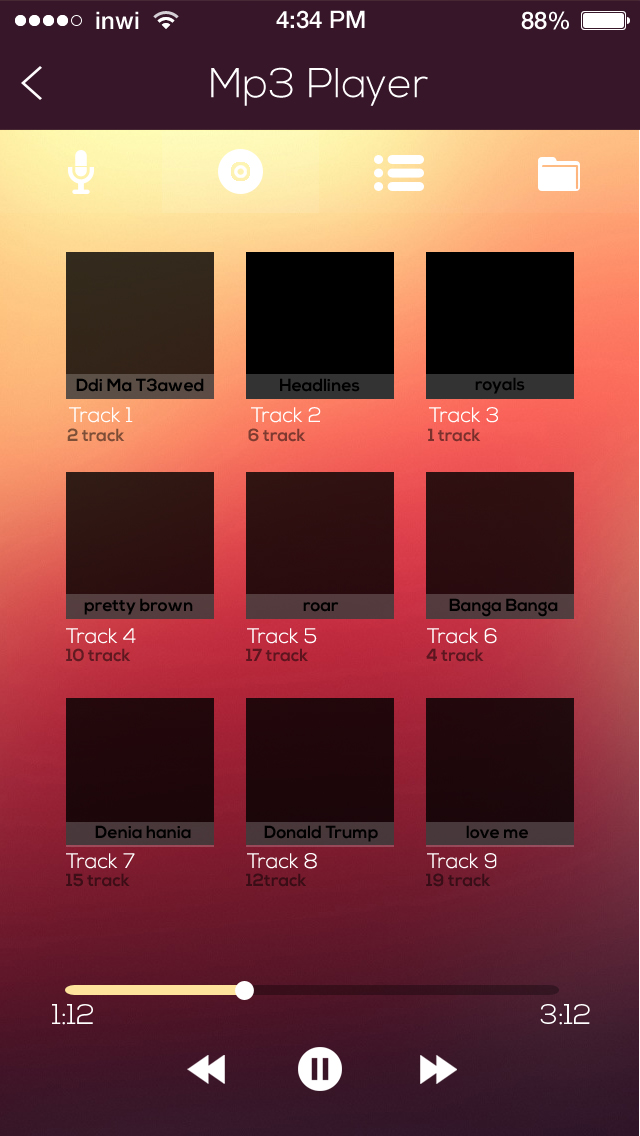 inwi 4:34 PM 88%
Mp3 Player
Ddi Ma T3awed Headlines royals
Track 1 Track 2 Track 3
2 track 6 track 1 track
pretty brown roar Banga Banga
Track 4 Track 5 Track 6
10 track 17 track 4 track
Denia hania Donald Trump love me
Track 7 Track 8 Track 9
15 track 12track 19 track
1:12 3:12